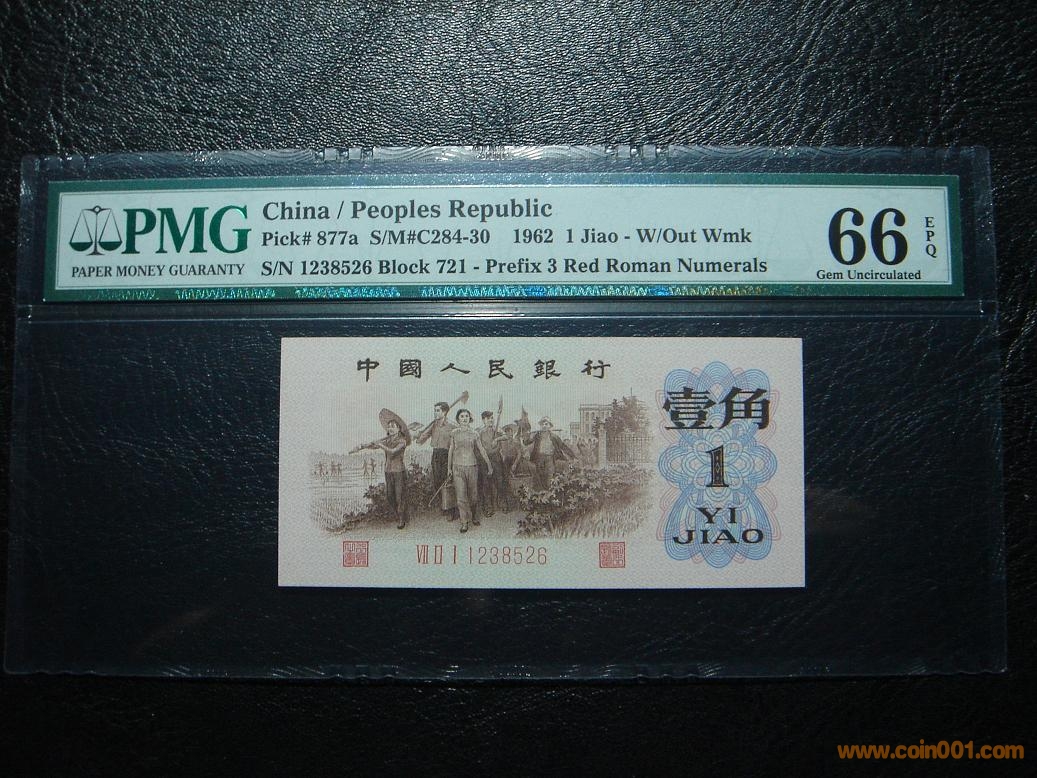 PMG
PAPER MONEY GUARANTY
China / Peoples Republic
Pick# 877a S/M#C284-30 1962 1 Jiao - W/Out Wmk
S/N 1238526 Block 721 - Prefix 3 Red Roman Numerals
66
EPQ
Gem Uncirculated
中國人民銀行
壹角
1
YI
JIAO
VII II I 1238526
www.coin001.com